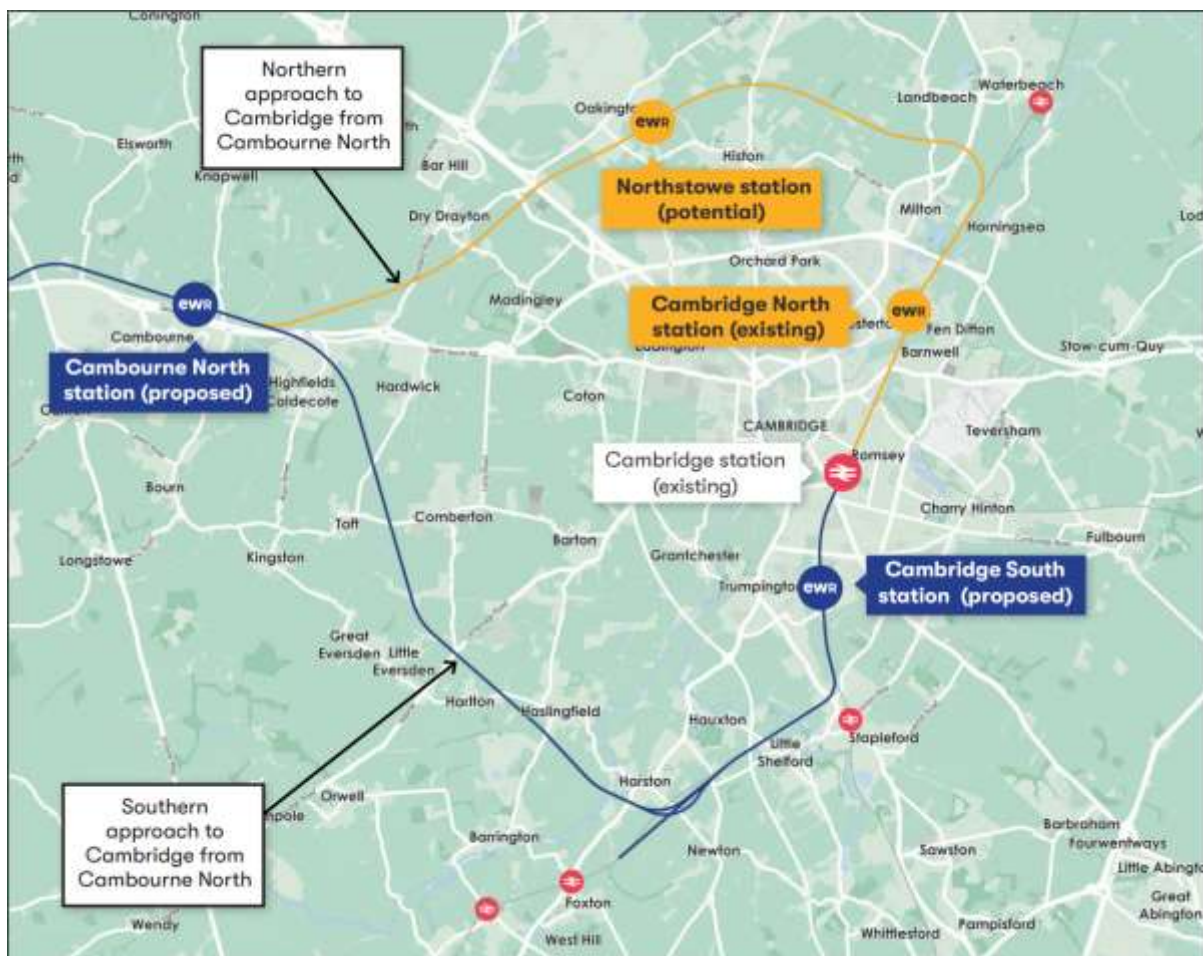 Conington
Northern
approach to
Cambridge from
Cambourne North
Elsworth
Knapwell
Bar Hill
Dry Drayton
Oakington
ewR
Northstowe station
(potential)
Histon
Landbeach
Waterbeach
Milton
Horningsea
Orchard Park
Madingley
ewR
Cambourne
Cambourne North
station (proposed)
Highfields
Caldecote
Hardwick
Coton
Cambridge North
station (existing)
ewR
Fen Ditton
Barnwell
Stow-cum-Quy
CAMBRIDGE
Teversham
Romsey
Cambridge station
(existing)
Cherry Hinton
Fulbourn
Bourn
Toft
Comberton
Barton
Kingston
Longstowe
Grantchester
Trumpington
ewR
Cambridge South
station (proposed)
Great
Eversden
Little
Eversden
Harlton
Haslingfield
Hauxton
Little
Shelford
Stapleford
Southern
approach to
Cambridge from
Cambourne North
Orwell
Harston
Barrington
Newton
Foxton
West Hill
Wendy
Sawston
Babraham
Fourwentways
Little Abington
Great
Abington
Pampisford
Whittlesford